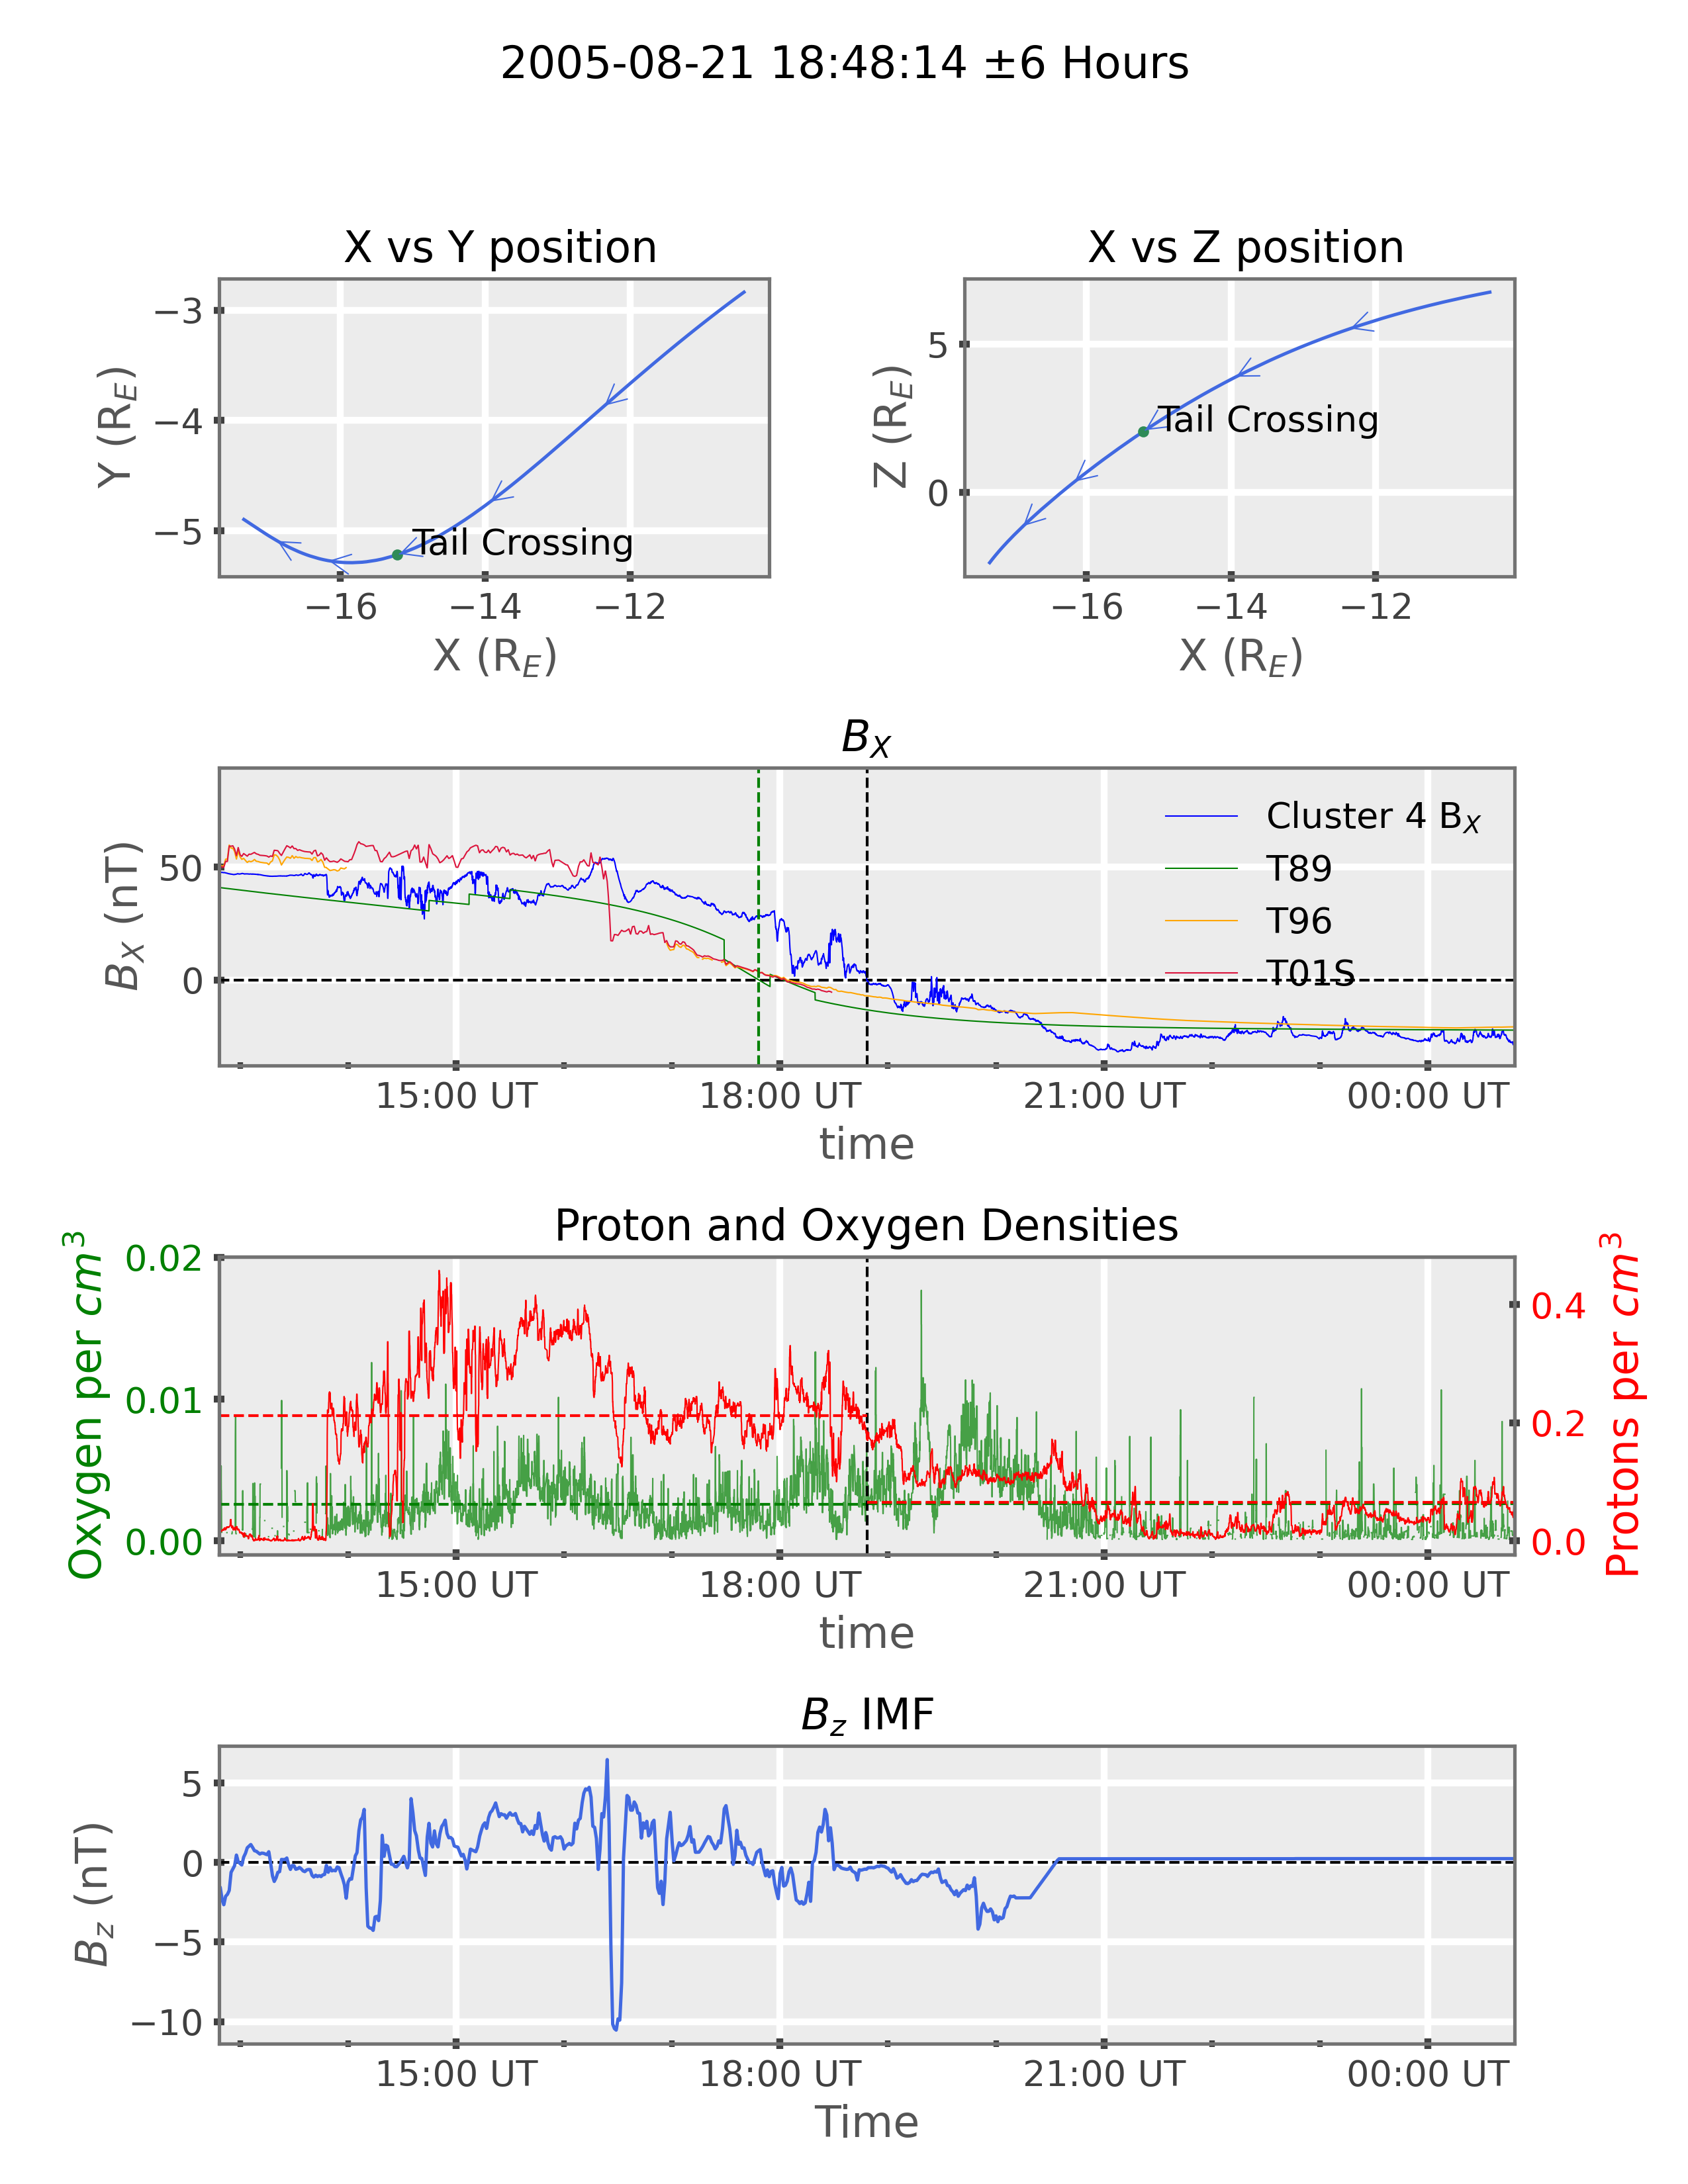 2005-08-21 18:48:14 ±6 Hours
X vs Y position
X vs Z position
−3
−4
−5
Y (R_E)
Tail Crossing
−16 −14 −12
X (R_E)
5
0
Z (R_E)
Tail Crossing
−16 −14 −12
X (R_E)
B_X
50
0
B_X (nT)
Cluster 4 B_X
T89
T96
T01S
15:00 UT 18:00 UT 21:00 UT 00:00 UT
time
Proton and Oxygen Densities
0.02
0.01
0.00
Oxygen per cm³
0.4
0.2
0.0
Protons per cm³
15:00 UT 18:00 UT 21:00 UT 00:00 UT
time
B_z IMF
5
0
−5
−10
B_z (nT)
15:00 UT 18:00 UT 21:00 UT 00:00 UT
Time